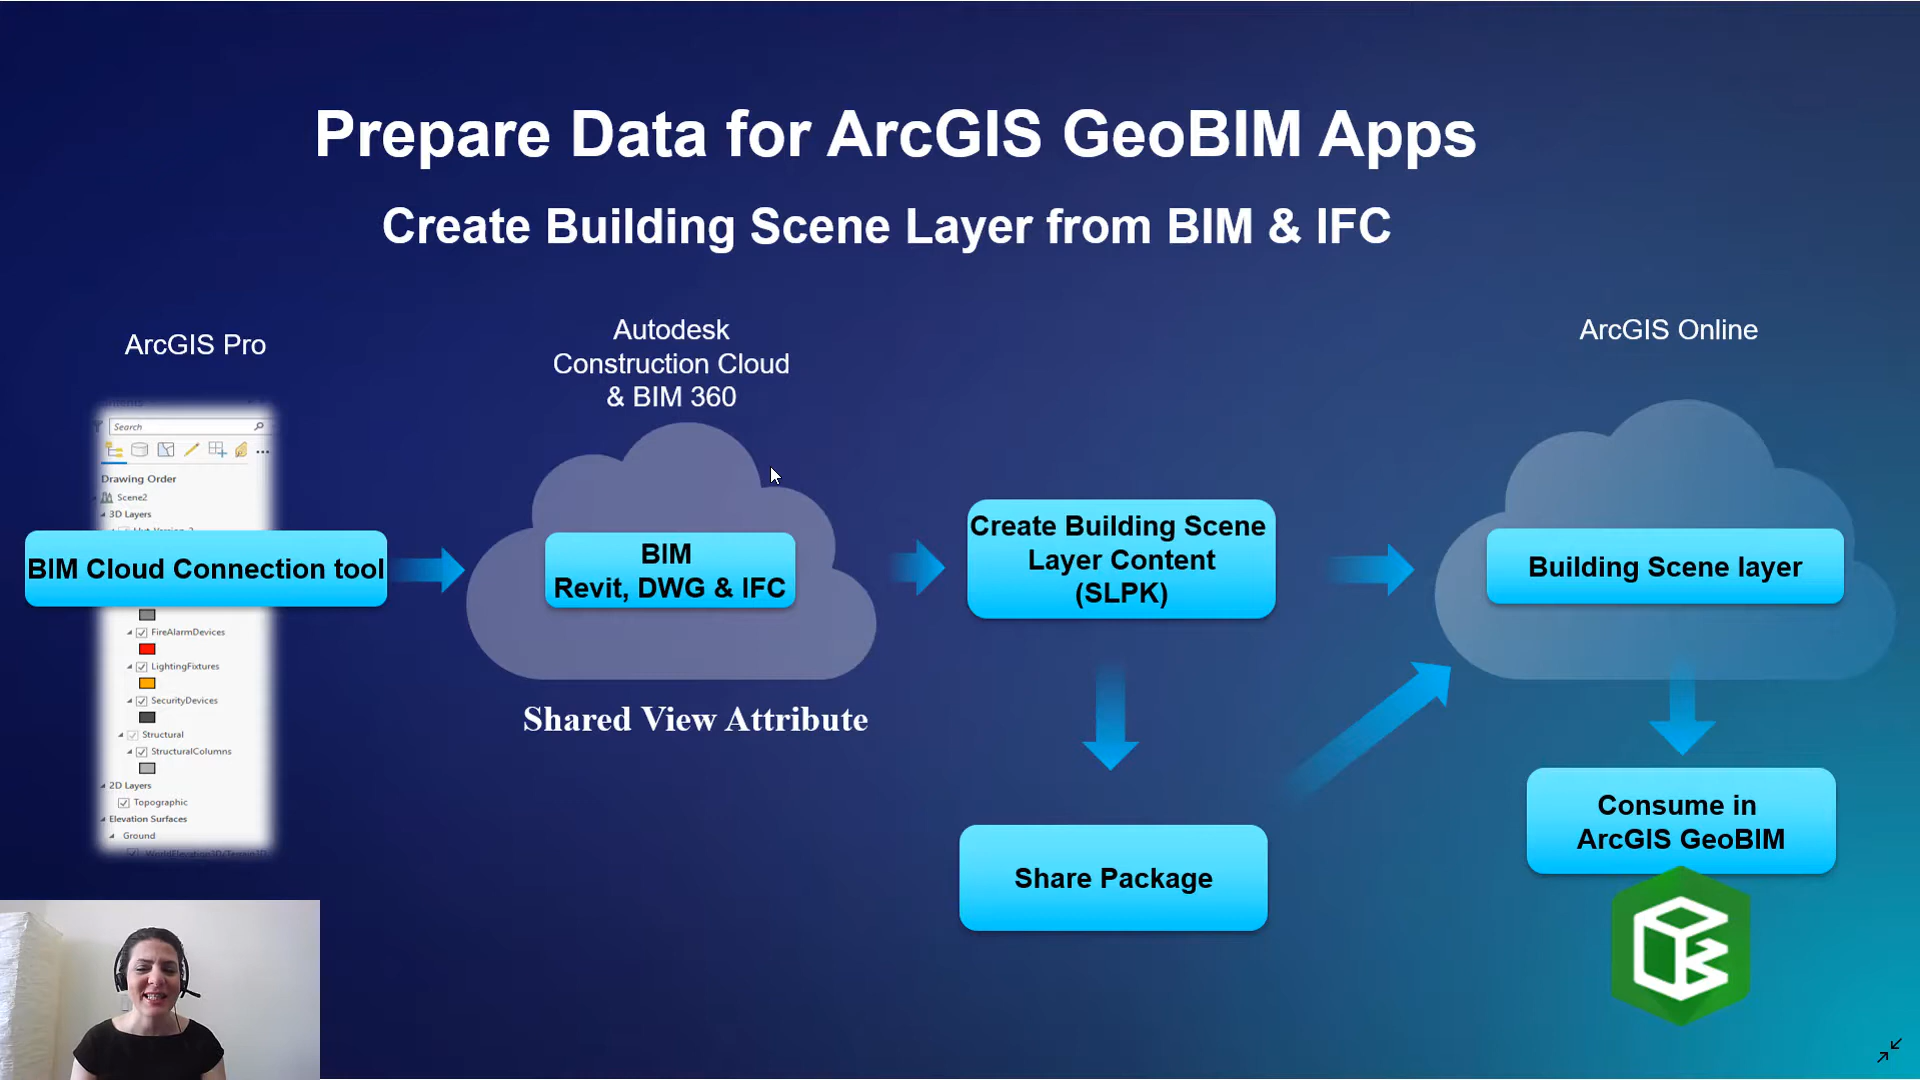 Prepare Data for ArcGIS GeoBIM Apps
Create Building Scene Layer from BIM & IFC
ArcGIS Pro
Search
Drawing Order
Scene2
3D Layers
BIM Cloud Connection tool
FireAlarmDevices
LightingFixtures
SecurityDevices
Structural
StructuralColumns
2D Layers
Topographic
Elevation Surfaces
Ground
Autodesk
Construction Cloud
& BIM 360
BIM
Revit, DWG & IFC
Shared View Attribute
Create Building Scene
Layer Content
(SLPK)
Share Package
ArcGIS Online
Building Scene layer
Consume in
ArcGIS GeoBIM